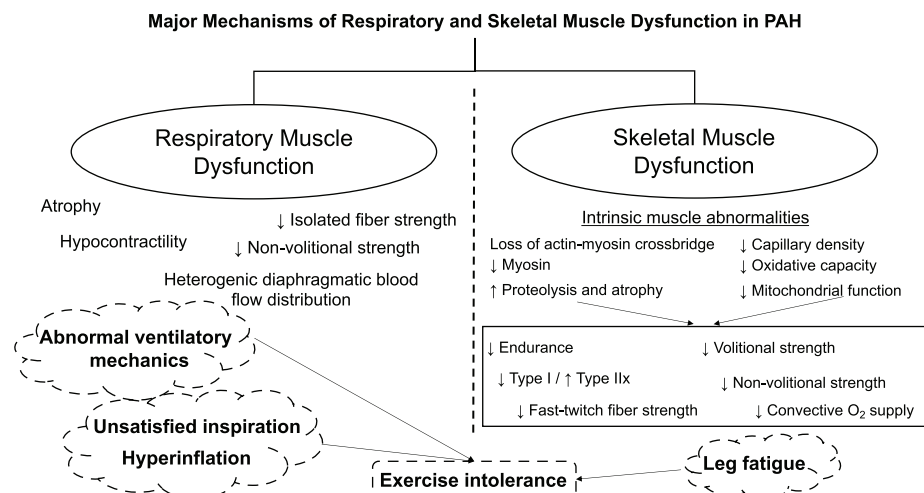 Major Mechanisms of Respiratory and Skeletal Muscle Dysfunction in PAH
Respiratory Muscle
Dysfunction
Atrophy
↓ Isolated fiber strength
Hypocontractility
↓ Non-volitional strength
Heterogenic diaphragmatic blood
flow distribution
Abnormal ventilatory
mechanics
Unsatisfied inspiration
Hyperinflation
Skeletal Muscle
Dysfunction
Intrinsic muscle abnormalities
Loss of actin-myosin crossbridge
↓ Myosin
↑ Proteolysis and atrophy
↓ Capillary density
↓ Oxidative capacity
↓ Mitochondrial function
↓ Endurance
↓ Volitional strength
↓ Type I / ↑ Type IIx
↓ Non-volitional strength
↓ Fast-twitch fiber strength
↓ Convective O₂ supply
Leg fatigue
Exercise intolerance